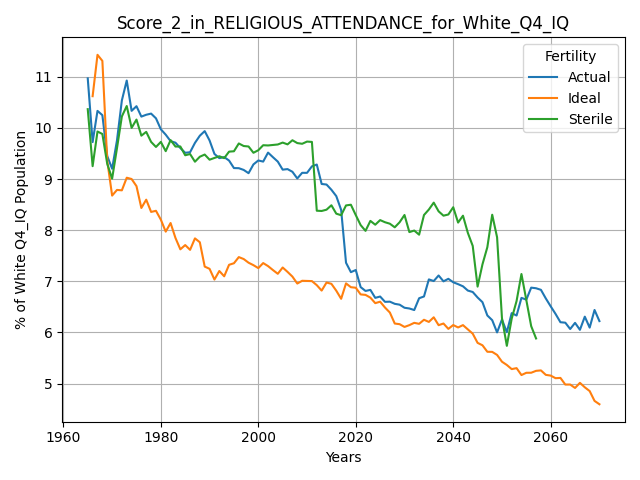 Score_2_in_RELIGIOUS_ATTENDANCE_for_White_Q4_IQ
Fertility
Actual
Ideal
Sterile
% of White Q4_IQ Population
11
10
9
8
7
6
5
1960
1980
2000
2020
2040
2060
Years